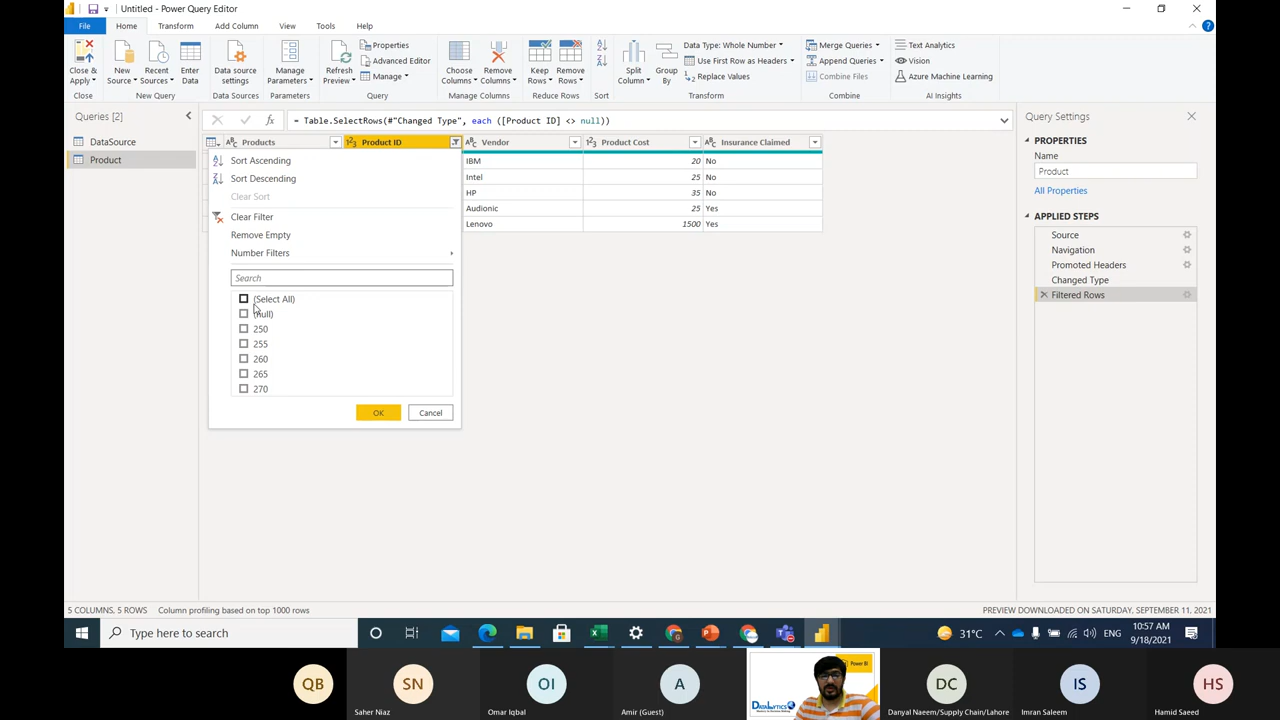 Untitled - Power Query Editor
File
Home
Transform
Add Column
View
Tools
Help
Close & Apply
New Source
Recent Sources
Enter Data
Data source settings
Manage Parameters
Refresh Preview
Properties
Advanced Editor
Manage
Choose Columns
Remove Columns
Keep Rows
Remove Rows
Split Column
Group By
Data Type: Whole Number
Use First Row as Headers
Replace Values
Merge Queries
Append Queries
Combine Files
Text Analytics
Vision
Azure Machine Learning
Close
New Query
Data Sources
Parameters
Query
Manage Columns
Reduce Rows
Sort
Transform
Combine
AI Insights
Queries [2]
DataSource
Product
fx
= Table.SelectRows(#"Changed Type", each ([Product ID] <> null))
Products
Product ID
Vendor
Product Cost
Insurance Claimed
IBM 20 No
Intel 25 No
HP 35 No
Audionic 25 Yes
Lenovo 1500 Yes
Sort Ascending
Sort Descending
Clear Sort
Clear Filter
Remove Empty
Number Filters
Search
(Select All)
(null)
250
255
260
265
270
OK
Cancel
Query Settings
PROPERTIES
Name
Product
All Properties
APPLIED STEPS
Source
Navigation
Promoted Headers
Changed Type
Filtered Rows
5 COLUMNS, 5 ROWS
Column profiling based on top 1000 rows
PREVIEW DOWNLOADED ON SATURDAY, SEPTEMBER 11, 2021
Type here to search
31°C
ENG
10:57 AM
9/18/2021
QB
SN
OI
A
DC
IS
HS
Saher Niaz
Omar Iqbal
Amir (Guest)
Power BI
Danyal Naeem/Supply Chain/Lahore
Imran Saleem
Hamid Saeed